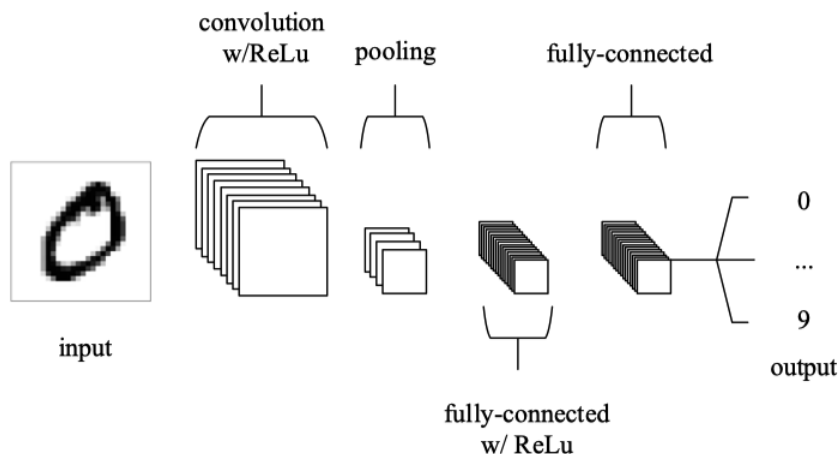 convolution
w/ReLu
pooling
fully-connected
0
...
9
input
output
fully-connected
w/ ReLu